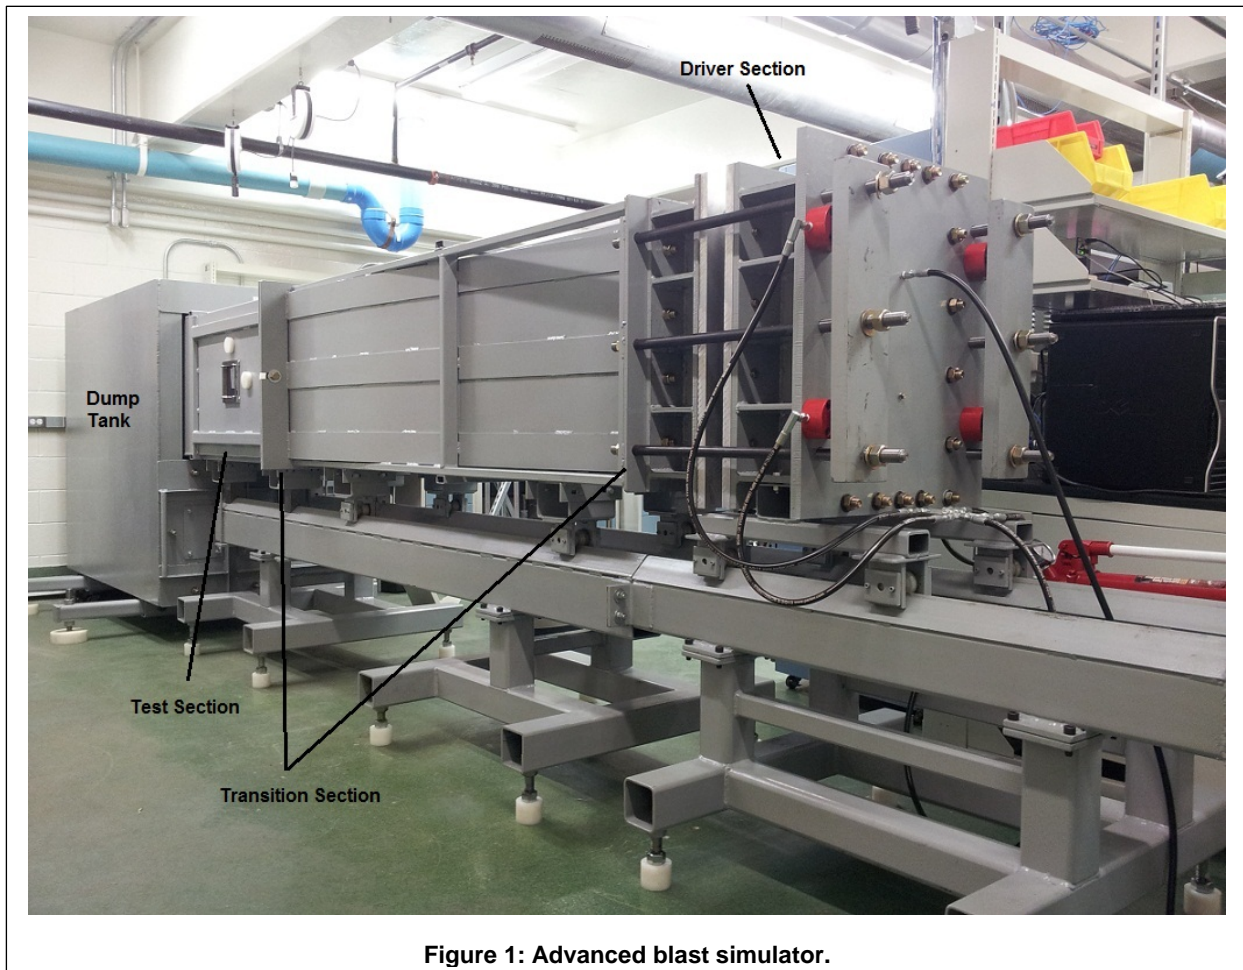 Driver Section
Dump
Tank
Test Section
Transition Section
Figure 1: Advanced blast simulator.